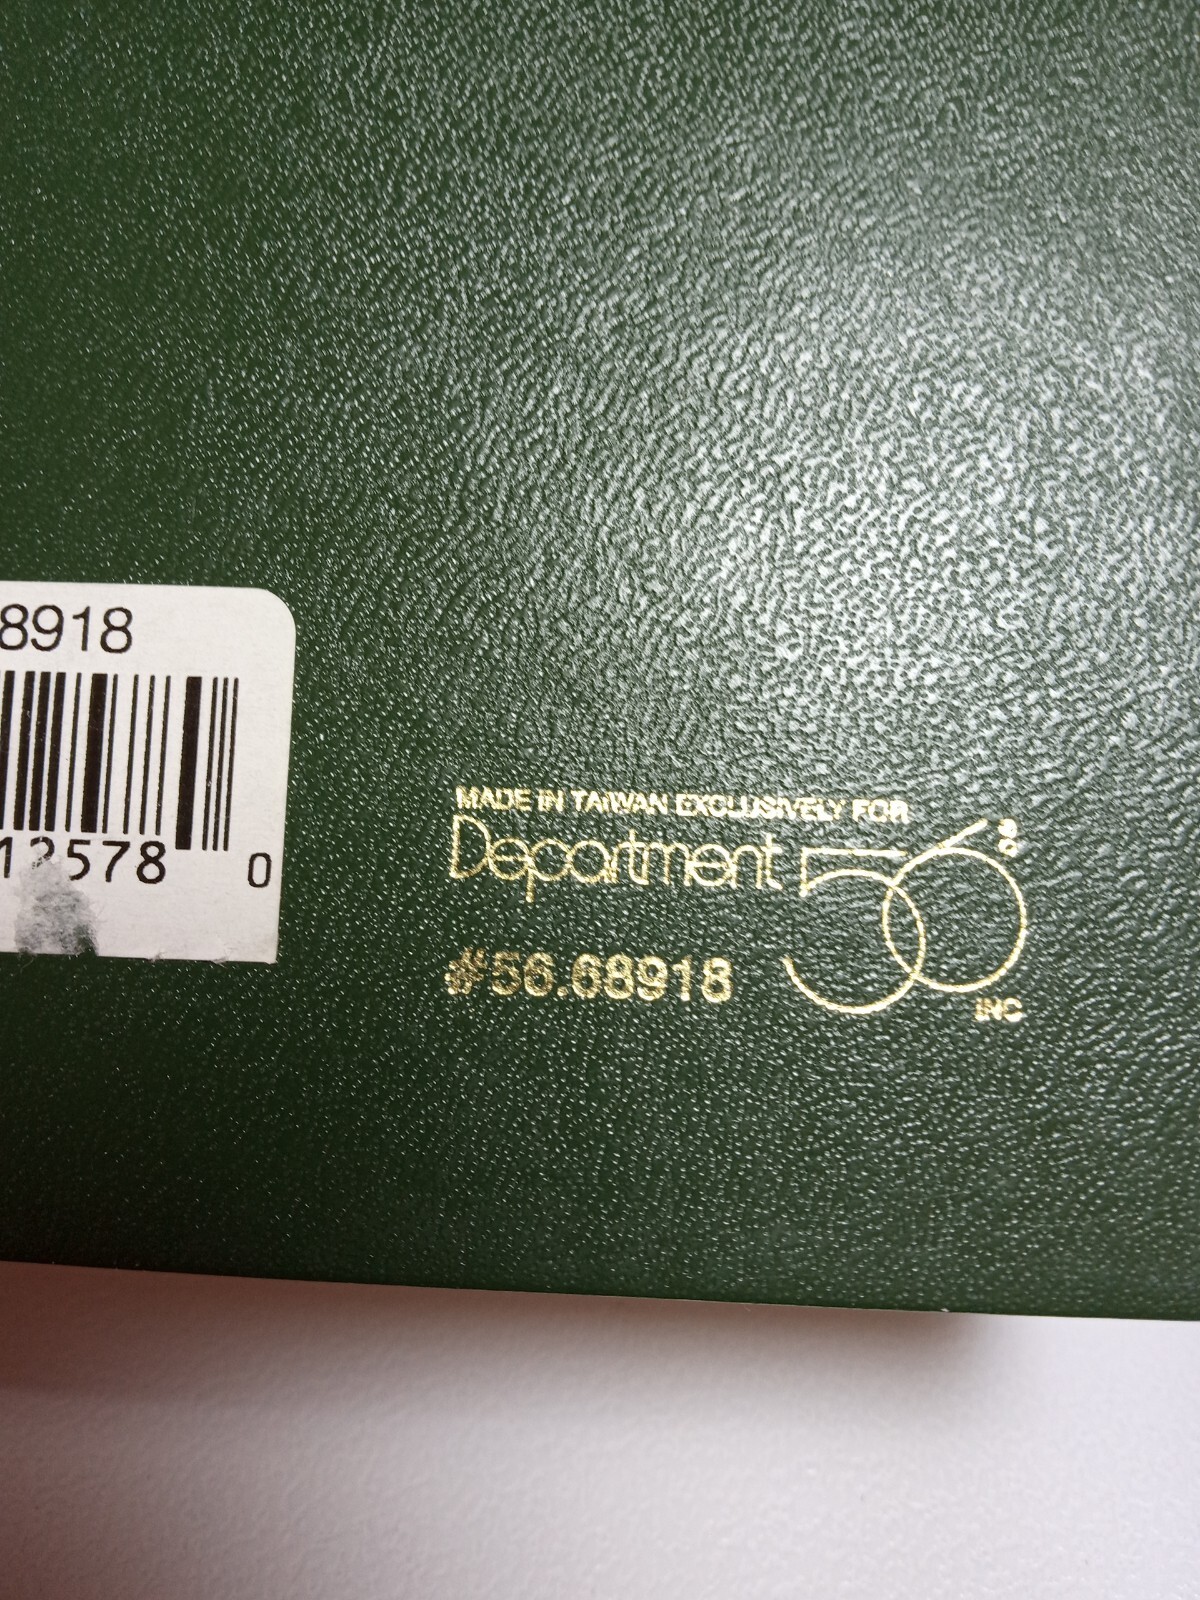 8918
12578 0
MADE IN TAIWAN EXCLUSIVELY FOR
Department 56
INC
#56.68918